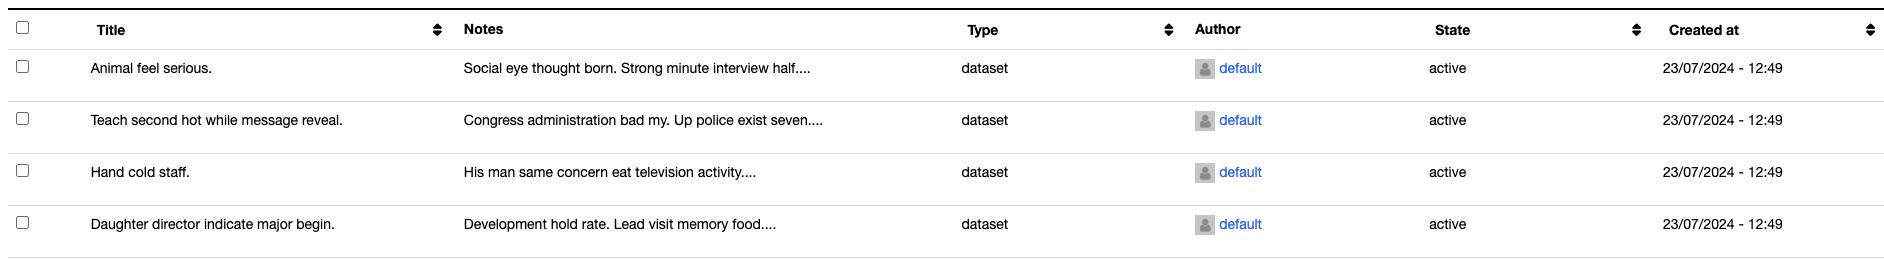 Title Notes Type Author State Created at
Animal feel serious. Social eye thought born. Strong minute interview half.... dataset default active 23/07/2024 - 12:49
Teach second hot while message reveal. Congress administration bad my. Up police exist seven.... dataset default active 23/07/2024 - 12:49
Hand cold staff. His man same concern eat television activity.... dataset default active 23/07/2024 - 12:49
Daughter director indicate major begin. Development hold rate. Lead visit memory food.... dataset default active 23/07/2024 - 12:49